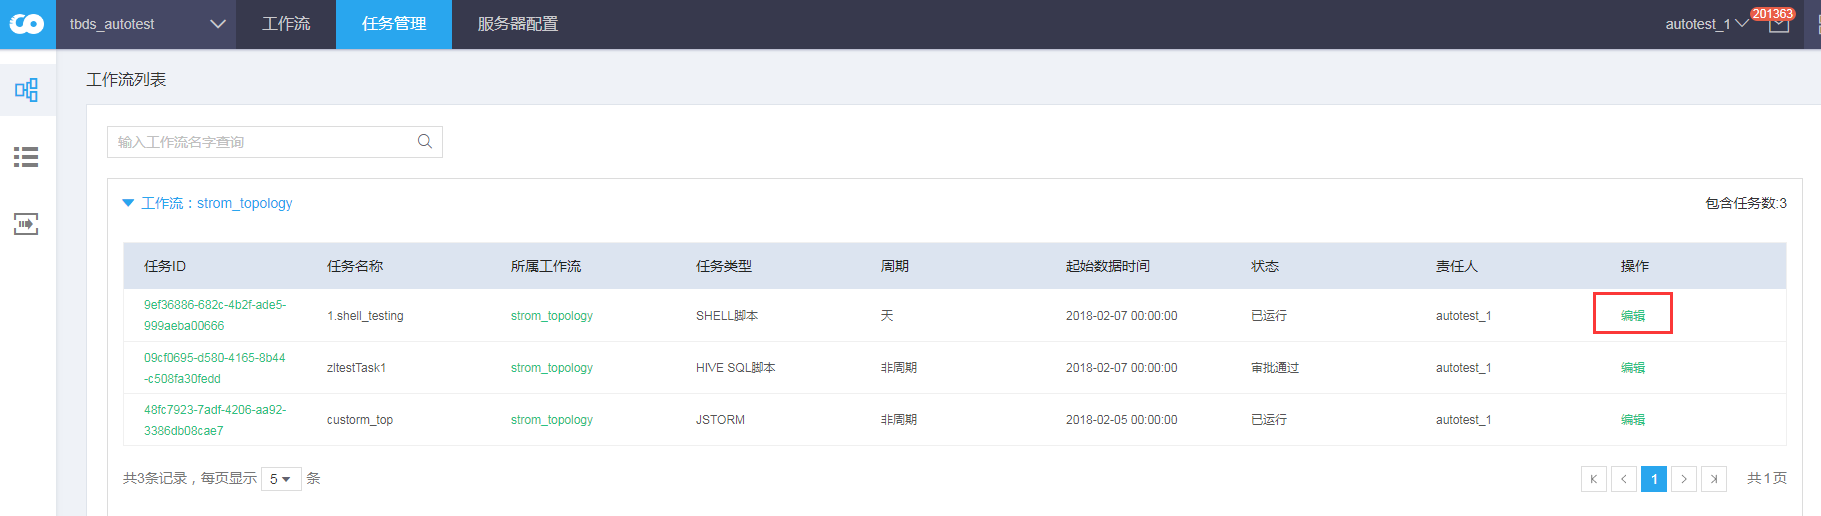 tbds_autotest 工作流 任务管理 服务器配置 autotest_1 201363
工作流列表
输入工作流名字查询
工作流：strom_topology 包含任务数:3
任务ID 任务名称 所属工作流 任务类型 周期 起始数据时间 状态 责任人 操作
9ef36886-682c-4b2f-ade5-
999aeba00666 1.shell_testing strom_topology SHELL脚本 天 2018-02-07 00:00:00 已运行 autotest_1 编辑
09cf0695-d580-4165-8b44
-c508fa30fedd zltestTask1 strom_topology HIVE SQL脚本 非周期 2018-02-07 00:00:00 审批通过 autotest_1 编辑
48fc7923-7adf-4206-aa92-
3386db08cae7 custorm_top strom_topology JSTORM 非周期 2018-02-05 00:00:00 已运行 autotest_1 编辑
共3条记录，每页显示 5 条 1 共1页